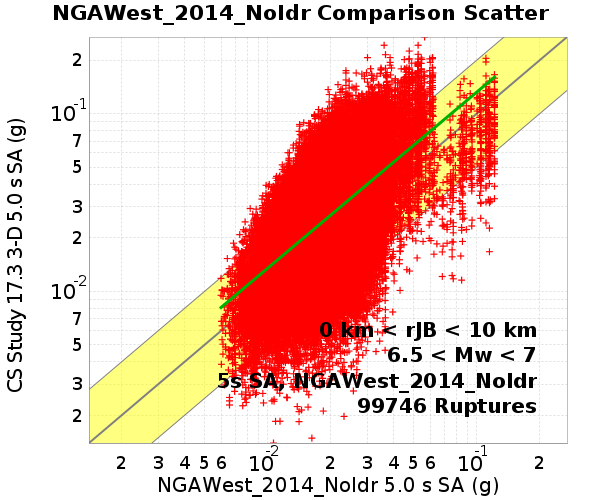 NGAWest_2014_NoIdr Comparison Scatter
CS Study 17.3 3-D 5.0 s SA (g)
2
10-1
7
5
3
2
10-2
7
5
3
2
0 km < rJB < 10 km
6.5 < Mw < 7
5s SA, NGAWest_2014_NoIdr
99746 Ruptures
2 3 4 5 6 10-2 2 3 4 5 6 10-1 2
NGAWest_2014_NoIdr 5.0 s SA (g)